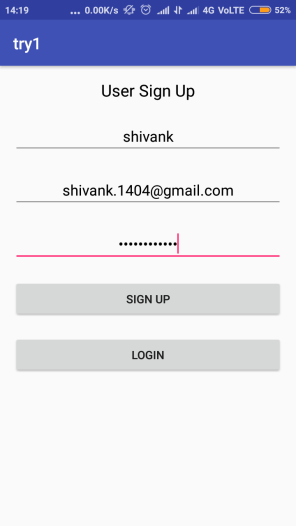 14:19 ... 0.00K/s 4G VoLTE 52%
try1
User Sign Up
shivank
shivank.1404@gmail.com
••••••••••••
SIGN UP
LOGIN